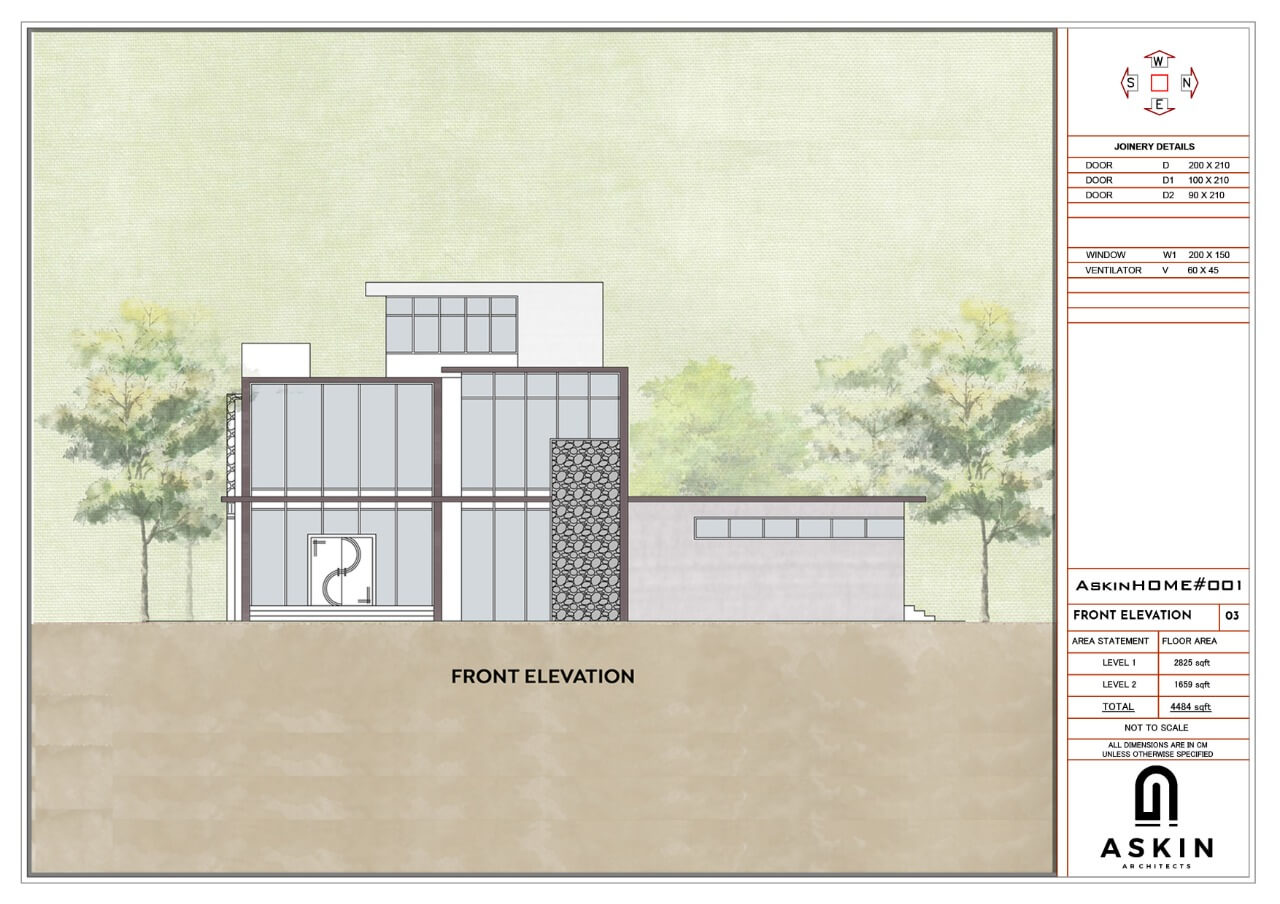 FRONT ELEVATION
W
S N
E
JOINERY DETAILS
DOOR D 200 X 210
DOOR D1 100 X 210
DOOR D2 90 X 210
WINDOW W1 200 X 150
VENTILATOR V 60 X 45
ASKINHOME#001
FRONT ELEVATION 03
AREA STATEMENT FLOOR AREA
LEVEL 1 2825 sqft
LEVEL 2 1659 sqft
TOTAL 4484 sqft
NOT TO SCALE
ALL DIMENSIONS ARE IN CM
UNLESS OTHERWISE SPECIFIED
ASKIN
ARCHITECTS